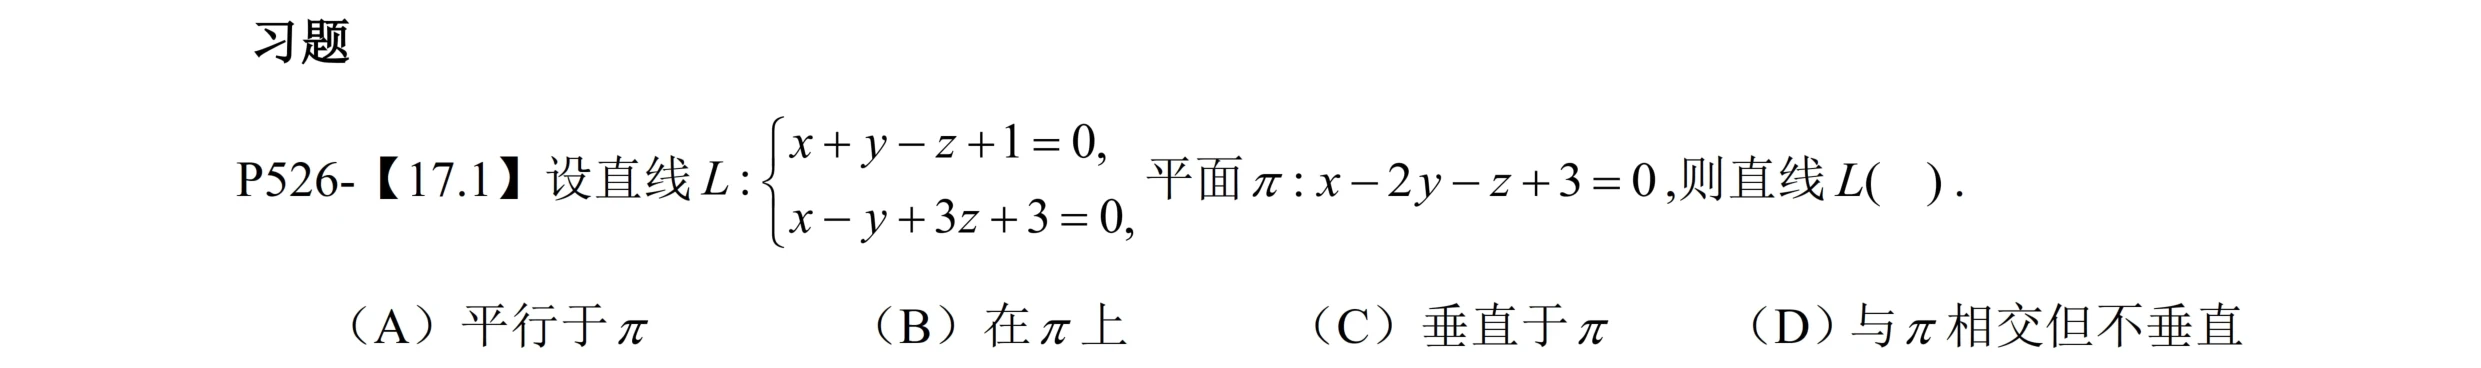 习题
P526-【17.1】设直线L:{x+y−z+1=0, x−y+3z+3=0, 平面π:x−2y−z+3=0,则直线L( ).
(A)平行于π (B)在π上 (C)垂直于π (D)与π相交但不垂直